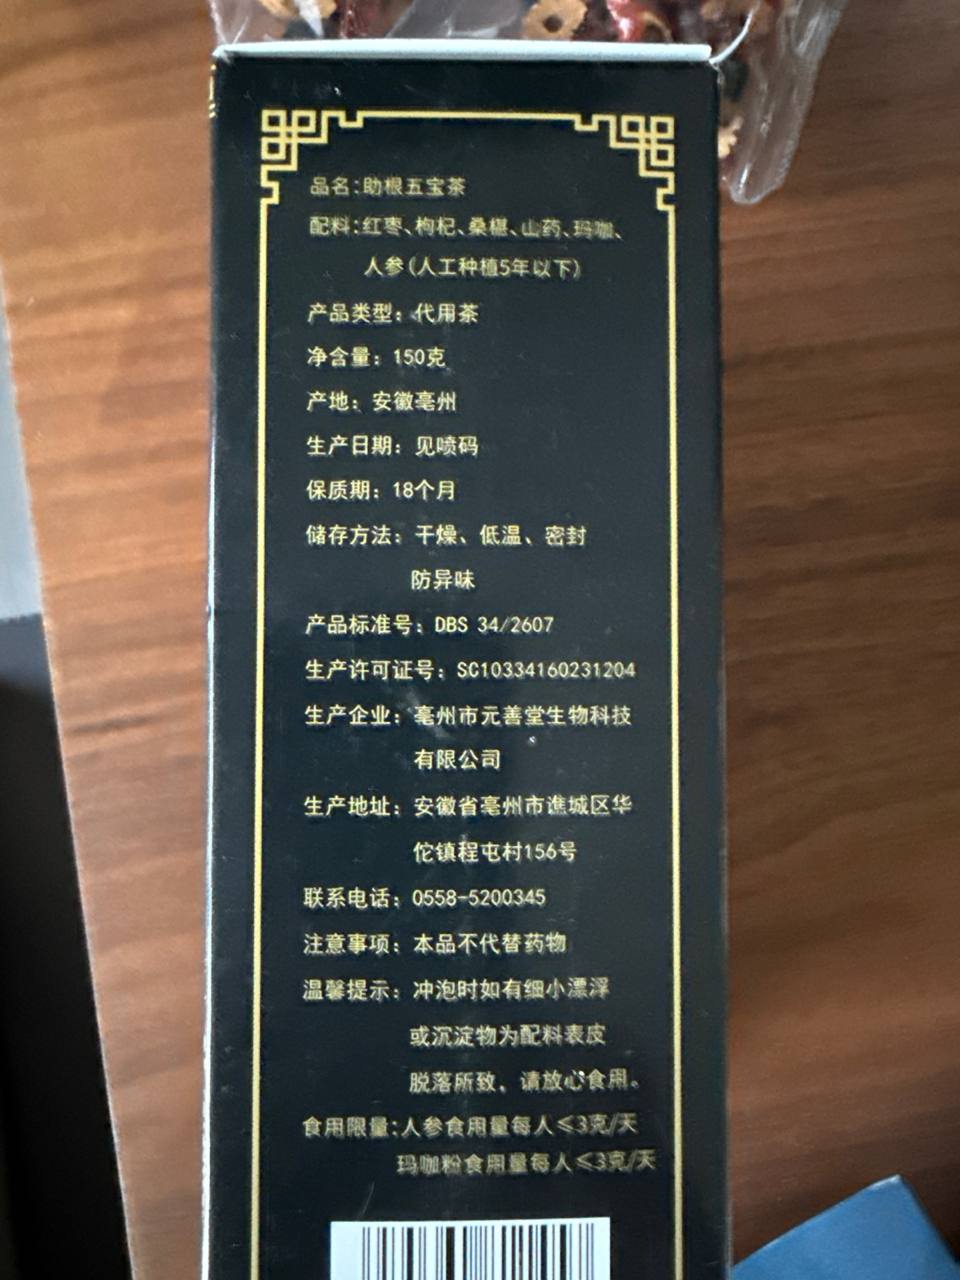 品名:助根五宝茶
配料:红枣、枸杞、桑椹、山药、玛咖、
人参(人工种植5年以下)
产品类型：代用茶
净含量：150克
产地：安徽亳州
生产日期：见喷码
保质期：18个月
储存方法：干燥、低温、密封
防异味
产品标准号：DBS 34/2607
生产许可证号：SC10334160231204
生产企业：亳州市元善堂生物科技
有限公司
生产地址：安徽省亳州市谯城区华
佗镇程屯村156号
联系电话：0558-5200345
注意事项：本品不代替药物
温馨提示：冲泡时如有细小漂浮
或沉淀物为配料表皮
脱落所致，请放心食用。
食用限量:人参食用量每人≤3克/天
玛咖粉食用量每人≤3克/天